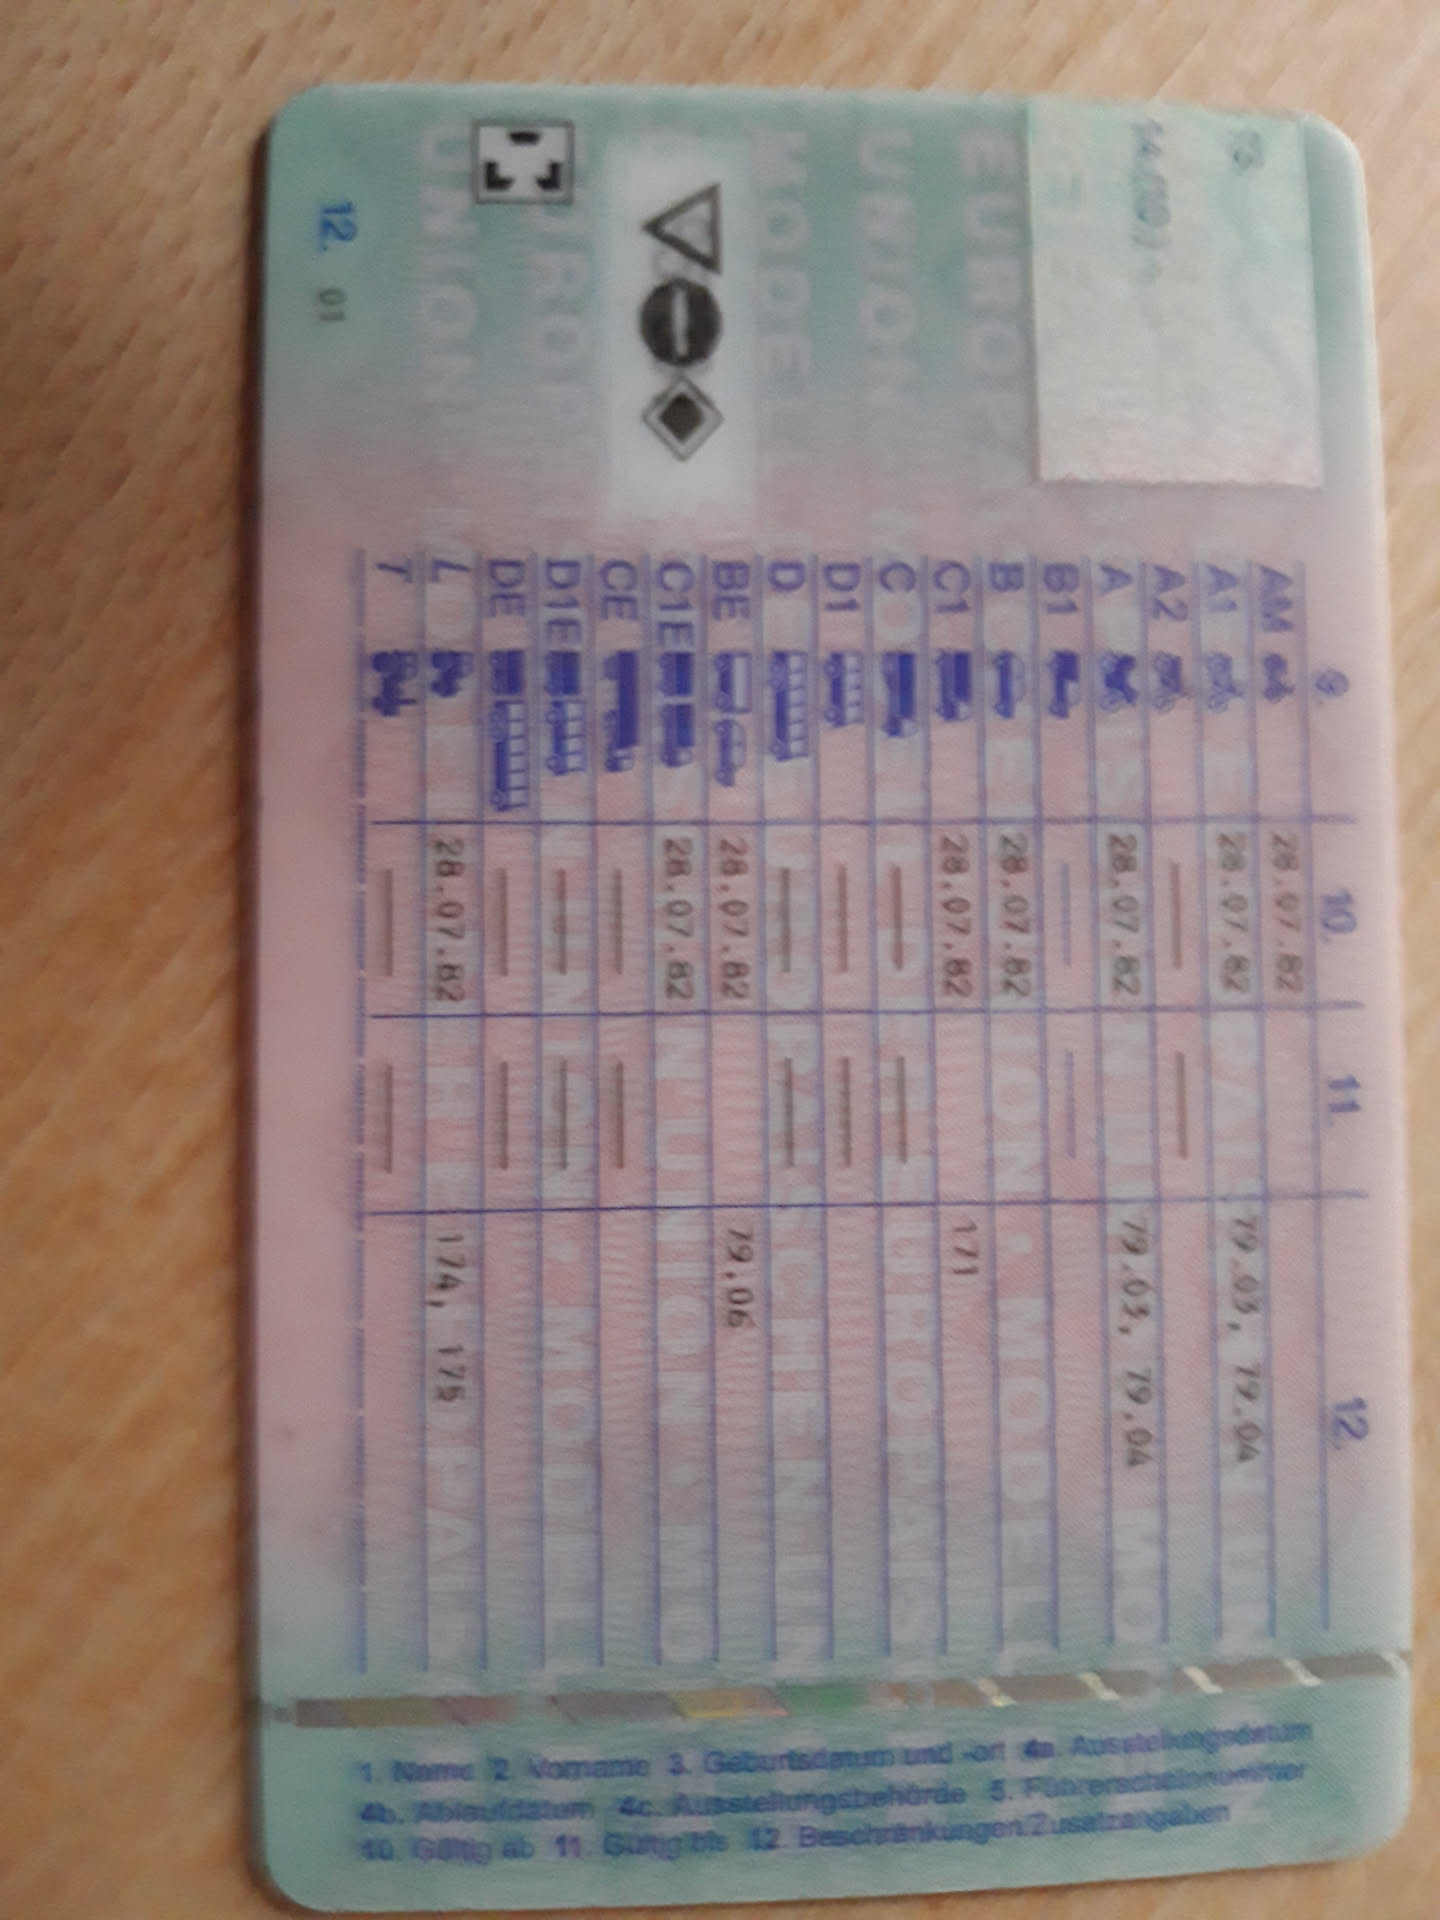 13
9. 10. 11. 12.
AM 28.07.82
A1 28.07.82 79.03, 79.04
A2 — —
A 28.07.82 79.03, 79.04
B1 — —
B 28.07.82
C1 28.07.82 171
C — —
D1 — —
D — —
BE 28.07.82 79.06
C1E 28.07.82
CE — —
D1E — —
DE — —
L 28.07.82 174, 175
T — —
12. 01
1. Name 2. Vorname 3. Geburtsdatum und -ort 4a. Ausstellungsdatum
4b. Ablaufdatum 4c. Ausstellungsbehörde 5. Führerscheinnummer
10. Gültig ab 11. Gültig bis 12. Beschränkungen/Zusatzangaben